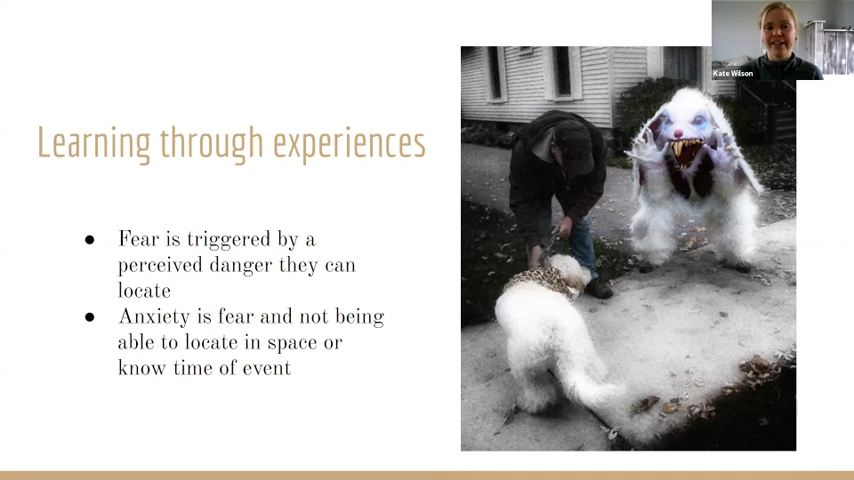 Kate Wilson
Learning through experiences
● Fear is triggered by a
perceived danger they can
locate
● Anxiety is fear and not being
able to locate in space or
know time of event